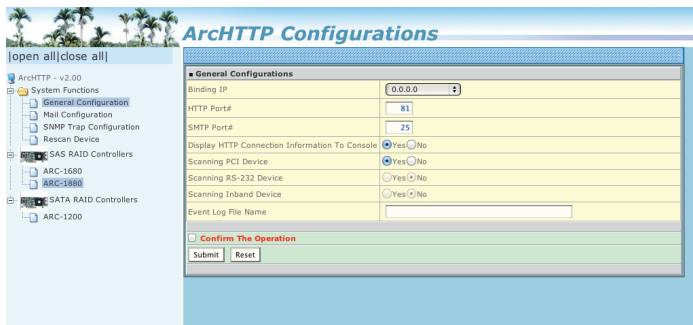 ArcHTTP Configurations
|open all|close all|
ArcHTTP - v2.00
System Functions
General Configuration
Mail Configuration
SNMP Trap Configuration
Rescan Device
SAS RAID Controllers
ARC-1680
ARC-1880
SATA RAID Controllers
ARC-1200
General Configurations
Binding IP 0.0.0.0
HTTP Port# 81
SMTP Port# 25
Display HTTP Connection Information To Console Yes No
Scanning PCI Device Yes No
Scanning RS-232 Device Yes No
Scanning Inband Device Yes No
Event Log File Name
Confirm The Operation
Submit Reset